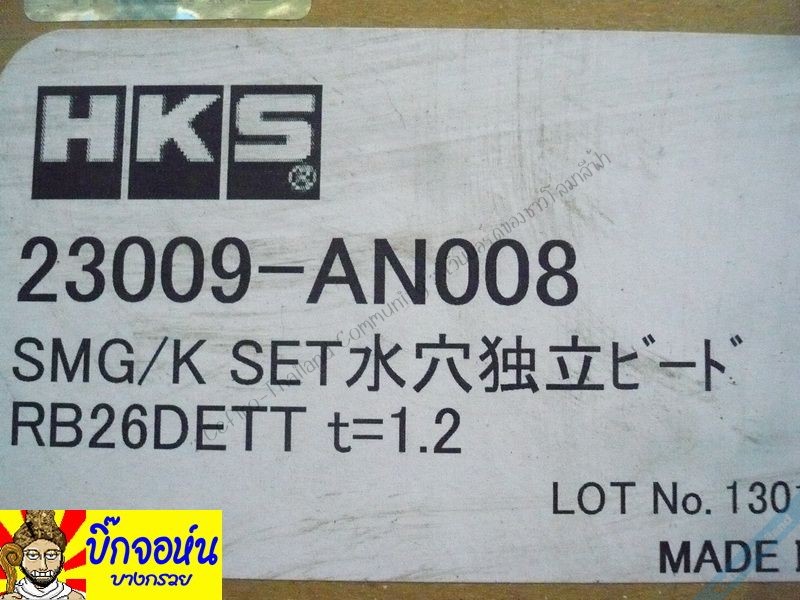 HKS
23009-AN008
SMG/K SET水穴独立ﾋﾞｰﾄﾞ
RB26DETT t=1.2
LOT No. 1301
MADE
บิ๊กจอห์น
บางกรวย